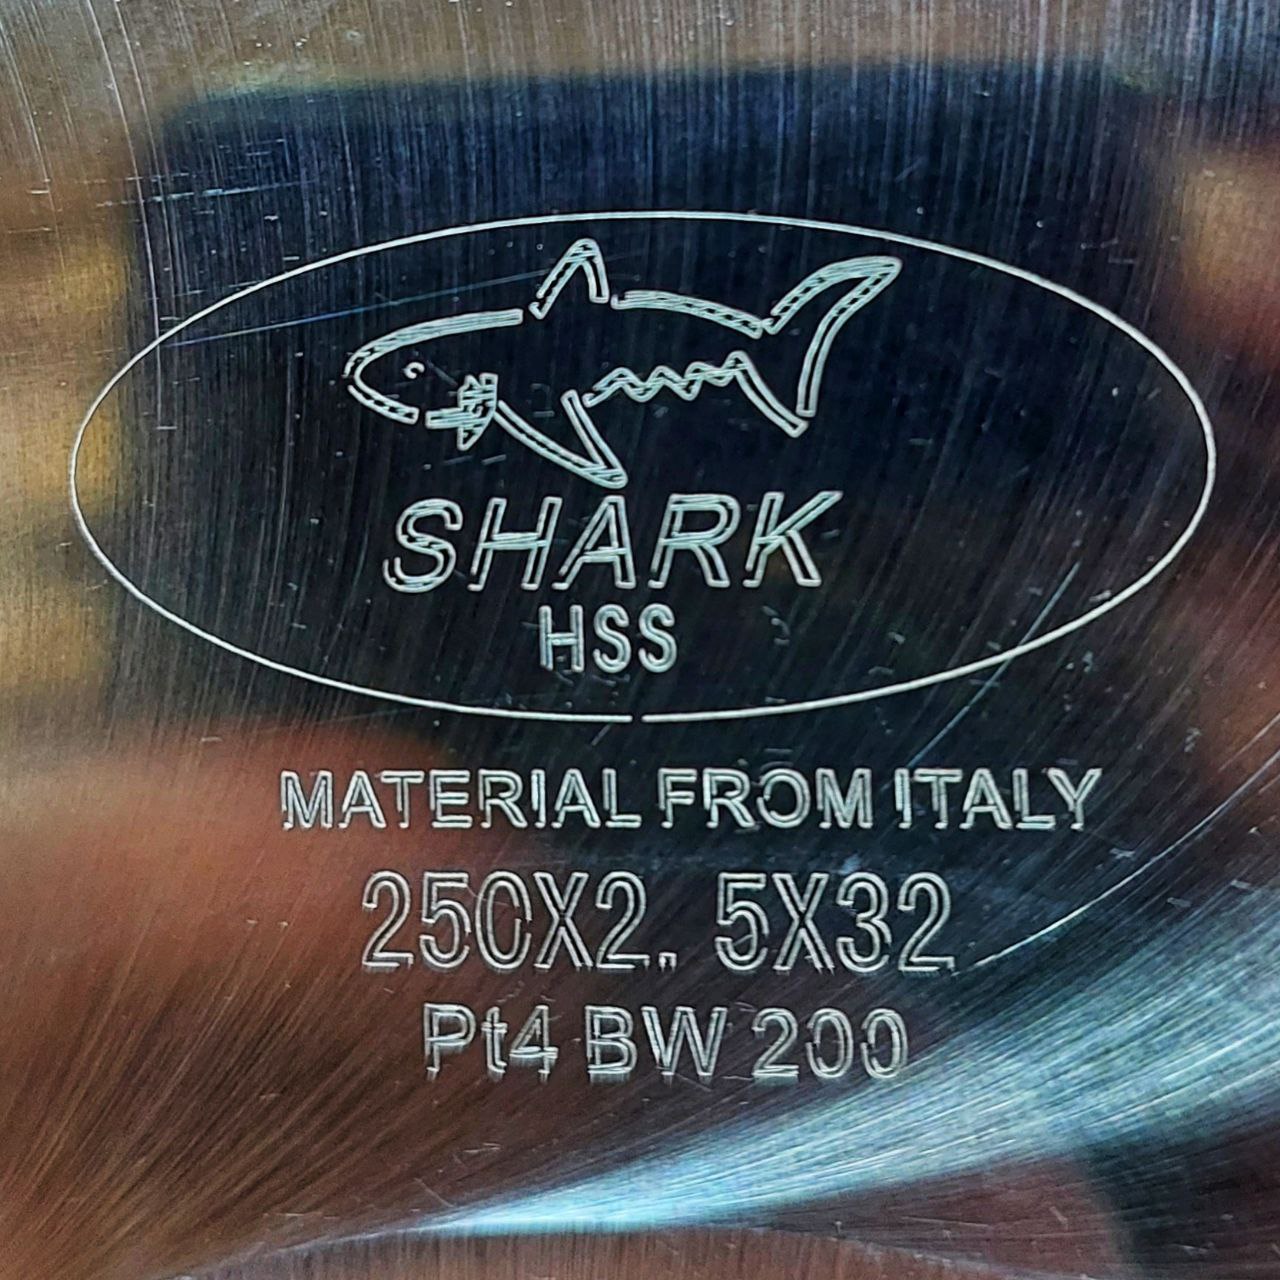 SHARK
HSS
MATERIAL FROM ITALY
250X2. 5X32
Pt4 BW 200